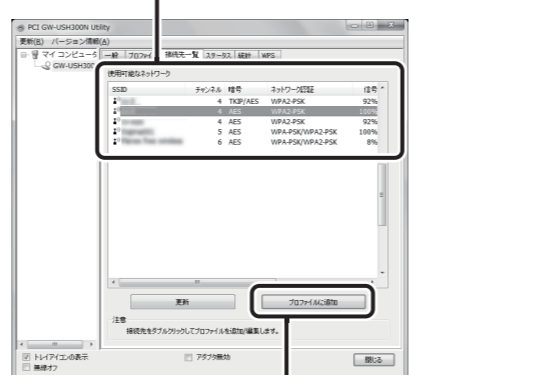 PCI GW-USH300N Utility
更新(R) バージョン情報(A)
マイ コンピュータ
GW-USH300
一般 プロファイル 接続先一覧 ステータス 統計 WPS
使用可能なネットワーク
SSID チャンネル 暗号 ネットワーク認証 信号
4 TKIP/AES WPA2-PSK 92%
4 AES WPA2-PSK 100%
4 AES WPA2-PSK 92%
5 AES WPA-PSK/WPA2-PSK 100%
6 AES WPA-PSK/WPA2-PSK 8%
更新 プロファイルに追加
注意
接続先をダブルクリックしてプロファイルを追加/編集します。
トレイアイコンの表示 アダプタ無効
無線オフ 閉じる